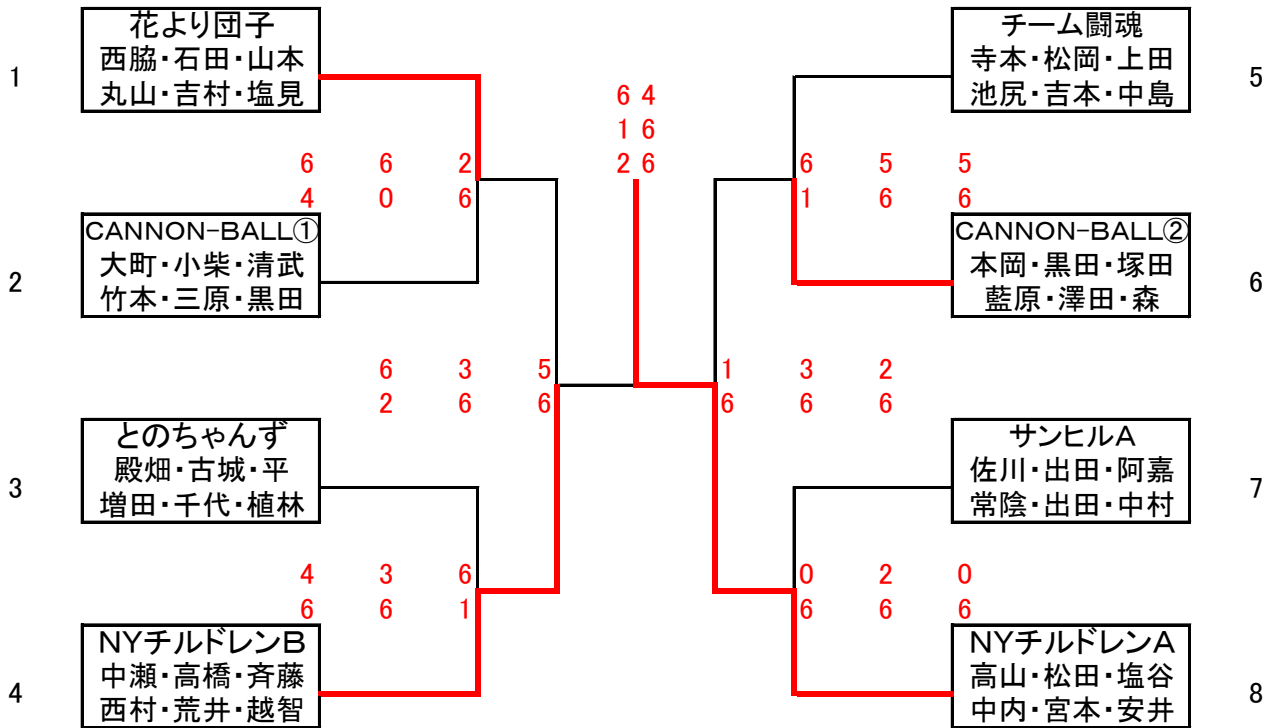 花より団子
西脇・石田・山本
丸山・吉村・塩見
1
チーム闘魂
寺本・松岡・上田
池尻・吉本・中島
5
6 4
1 6
2 6
6 6 2
4 0 6
6 5 5
1 6 6
CANNON-BALL①
大町・小柴・清武
竹本・三原・黒田
2
CANNON-BALL②
本岡・黒田・塚田
藍原・澤田・森
6
6 3 5
2 6 6
1 3 2
6 6 6
とのちゃんず
殿畑・古城・平
増田・千代・植林
3
サンヒルA
佐川・出田・阿嘉
常陰・出田・中村
7
4 3 6
6 6 1
0 2 0
6 6 6
NYチルドレンB
中瀬・高橋・斉藤
西村・荒井・越智
4
NYチルドレンA
高山・松田・塩谷
中内・宮本・安井
8